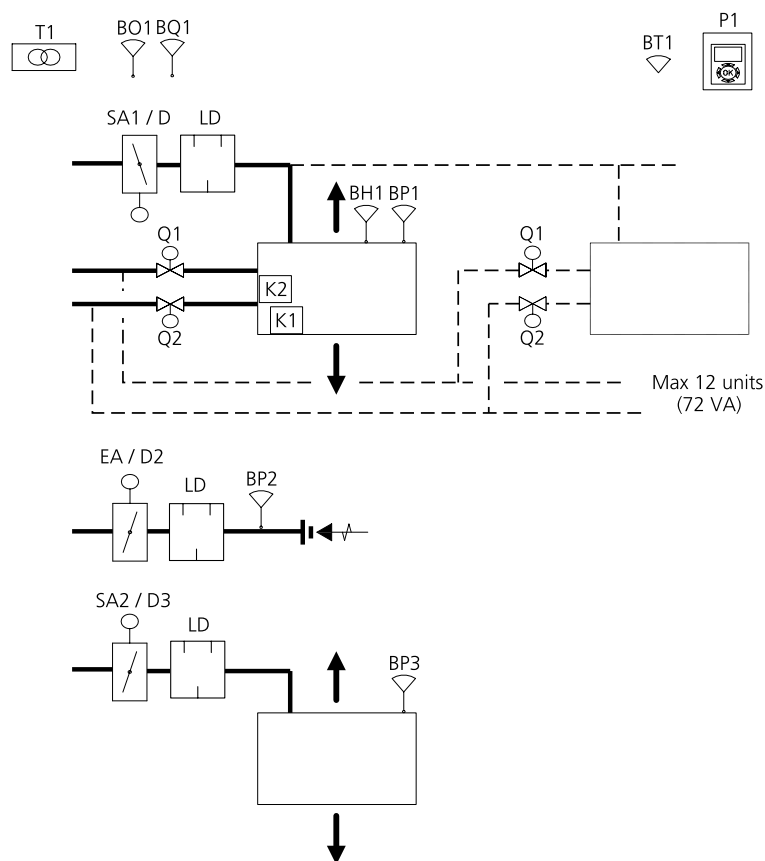 T1
BO1 BQ1
P1
BT1
OK
SA1 / D
LD
BH1 BP1
Q1
Q1
K2
K1
Q2
Q2
Max 12 units
(72 VA)
EA / D2
LD
BP2
SA2 / D3
LD
BP3